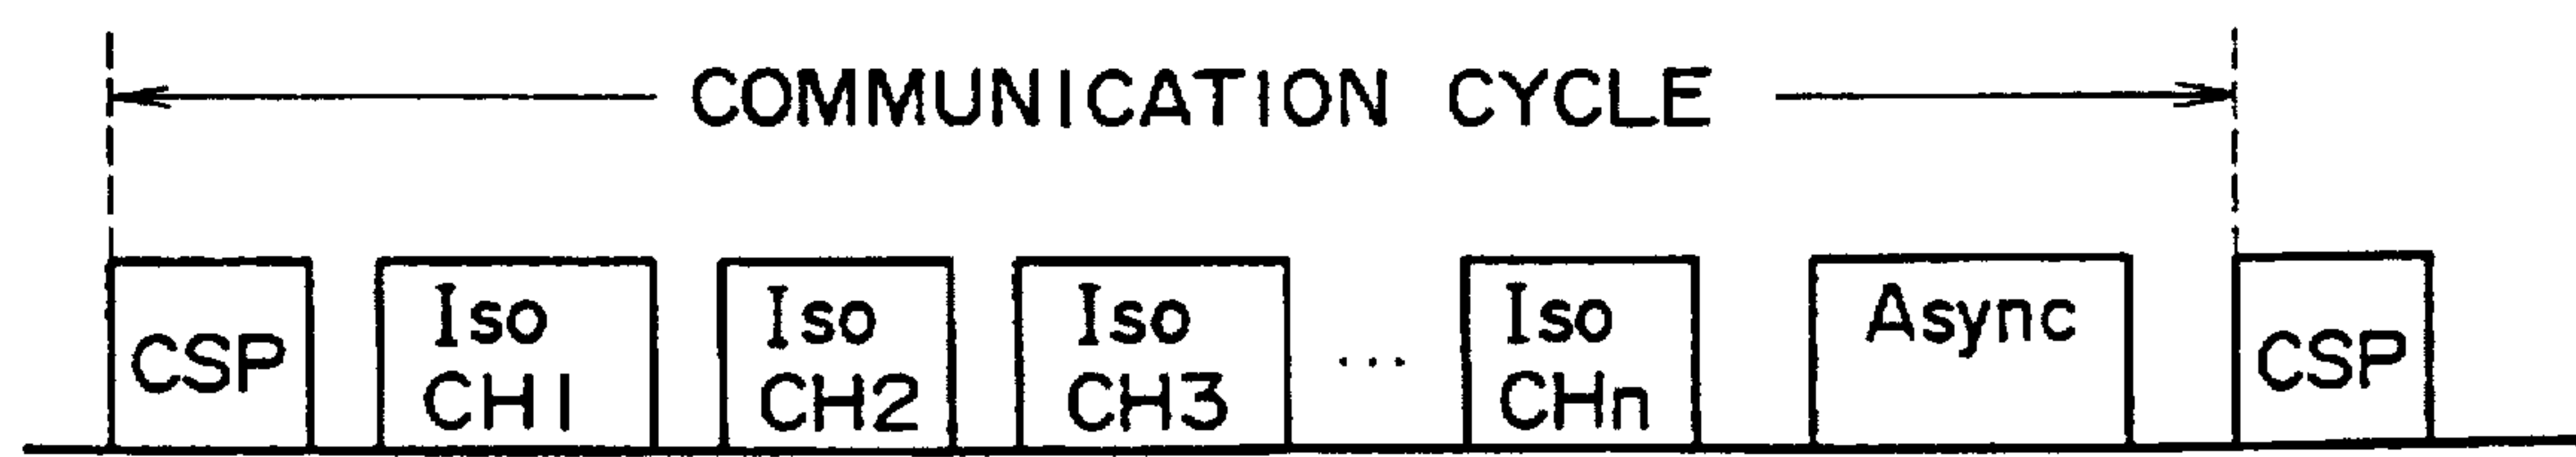 COMMUNICATION CYCLE
CSP
Iso
CH1
Iso
CH2
Iso
CH3
...
Iso
CHn
Async
CSP